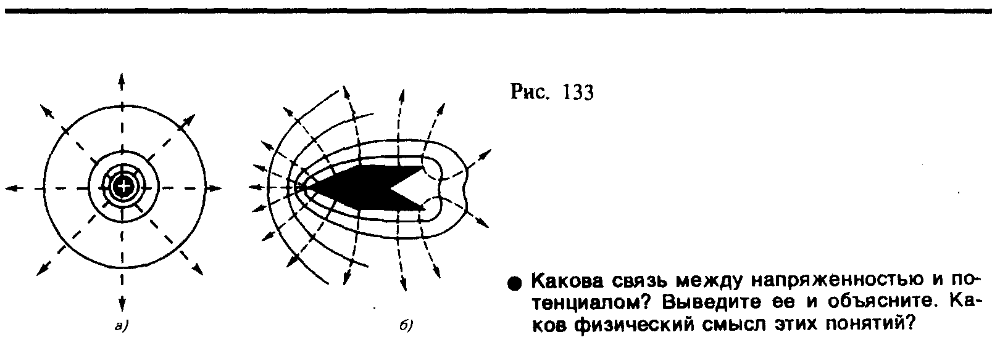 Рис. 133
+
● Какова связь между напряженностью и по-
тенциалом? Выведите ее и объясните. Ка-
ков физический смысл этих понятий?
а)
б)